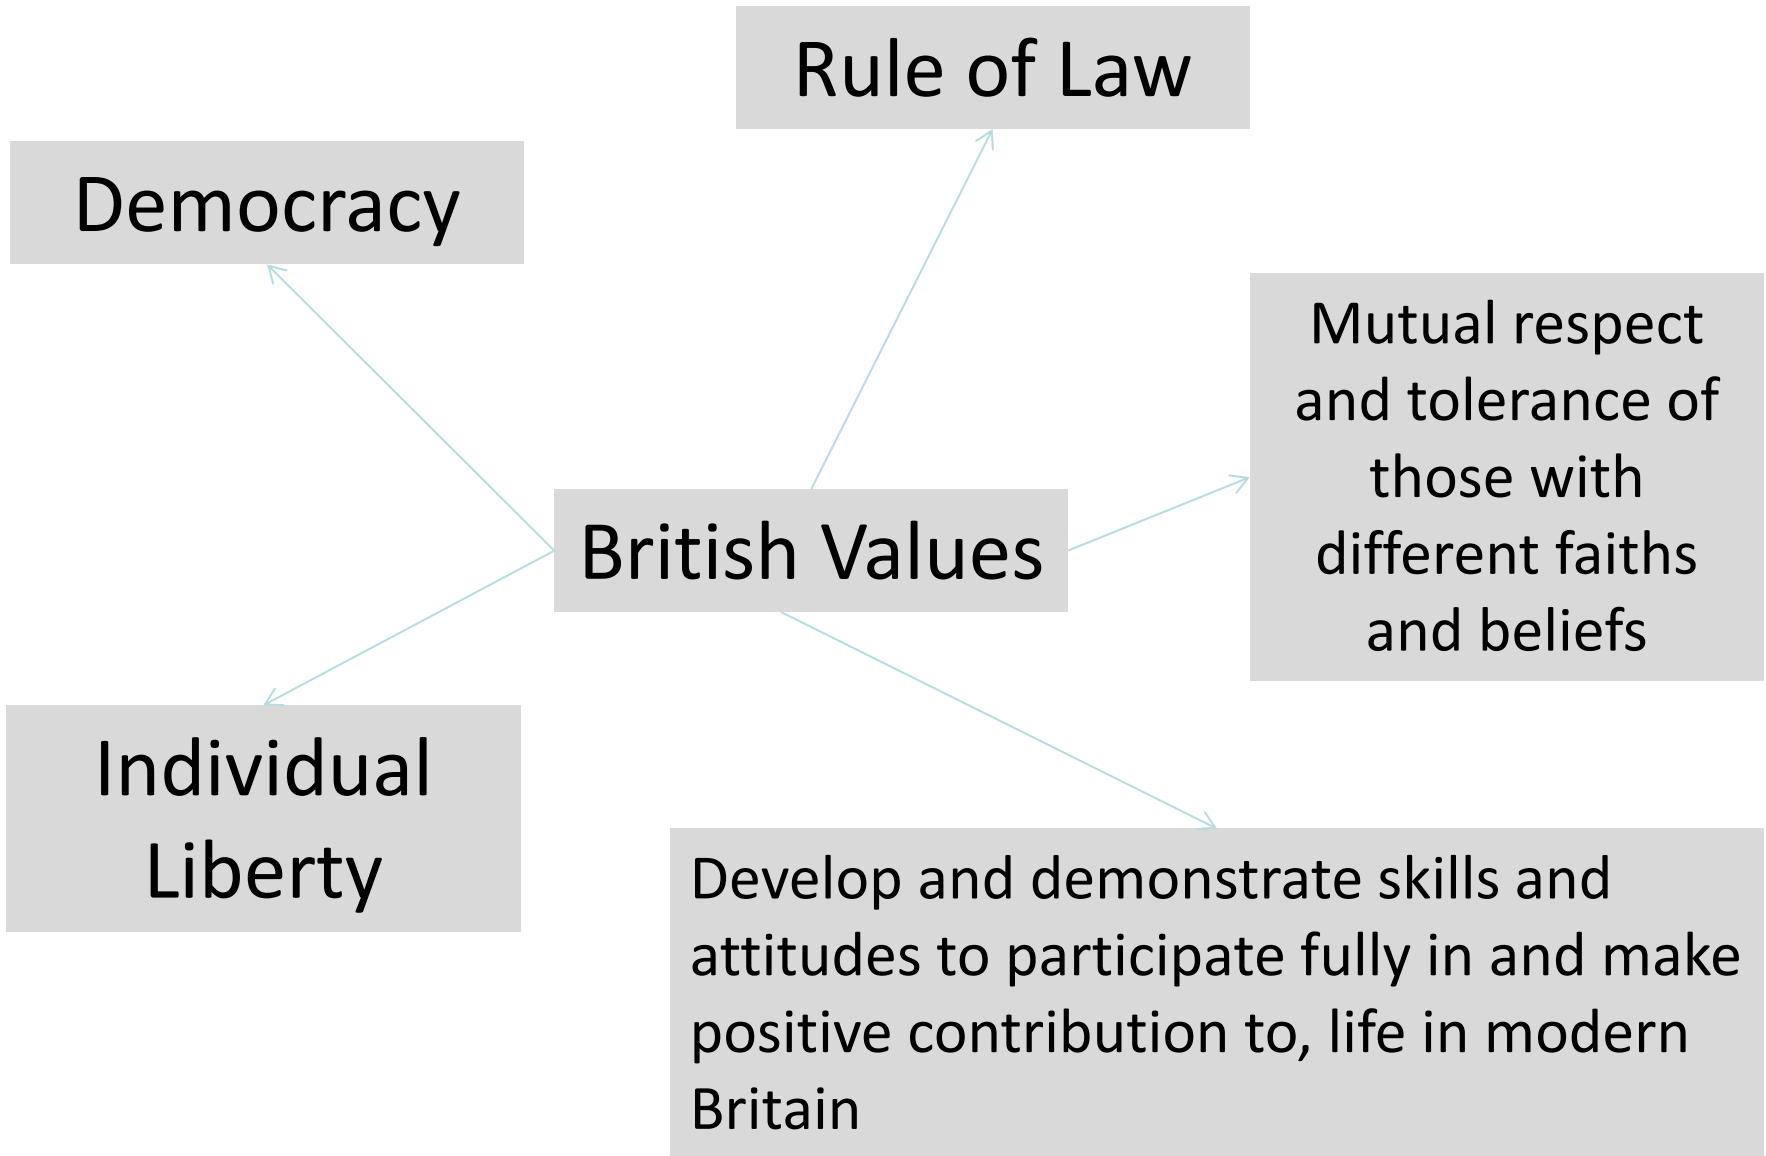 Rule of Law
Democracy
Mutual respect
and tolerance of
those with
different faiths
and beliefs
British Values
Individual
Liberty
Develop and demonstrate skills and
attitudes to participate fully in and make
positive contribution to, life in modern
Britain